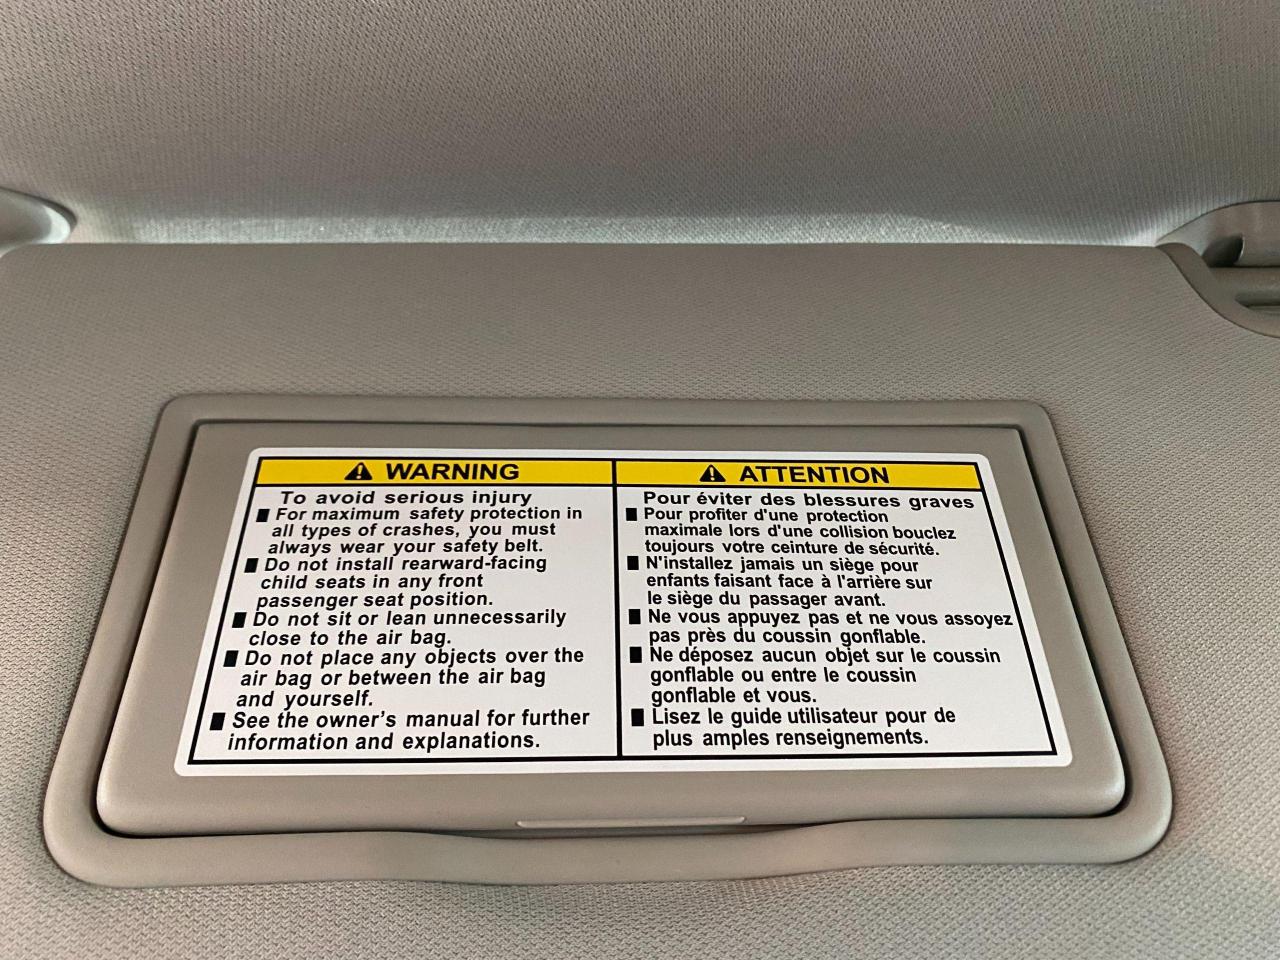 WARNING
To avoid serious injury
For maximum safety protection in
all types of crashes, you must
always wear your safety belt.
Do not install rearward-facing
child seats in any front
passenger seat position.
Do not sit or lean unnecessarily
close to the air bag.
Do not place any objects over the
air bag or between the air bag
and yourself.
See the owner's manual for further
information and explanations.
ATTENTION
Pour éviter des blessures graves
Pour profiter d'une protection
maximale lors d'une collision bouclez
toujours votre ceinture de sécurité.
N'installez jamais un siège pour
enfants faisant face à l'arrière sur
le siège du passager avant.
Ne vous appuyez pas et ne vous assoyez
pas près du coussin gonflable.
Ne déposez aucun objet sur le coussin
gonflable ou entre le coussin
gonflable et vous.
Lisez le guide utilisateur pour de
plus amples renseignements.